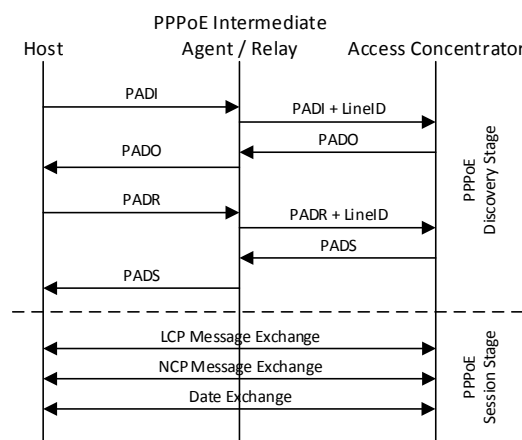 PPPoE Intermediate
Host
Agent / Relay
Access Concentrator
PADI
PADI + LineID
PADO
PADO
PADR
PADR + LineID
PADS
PADS
PPPoE
Discovery Stage
LCP Message Exchange
NCP Message Exchange
Date Exchange
PPPoE
Session Stage